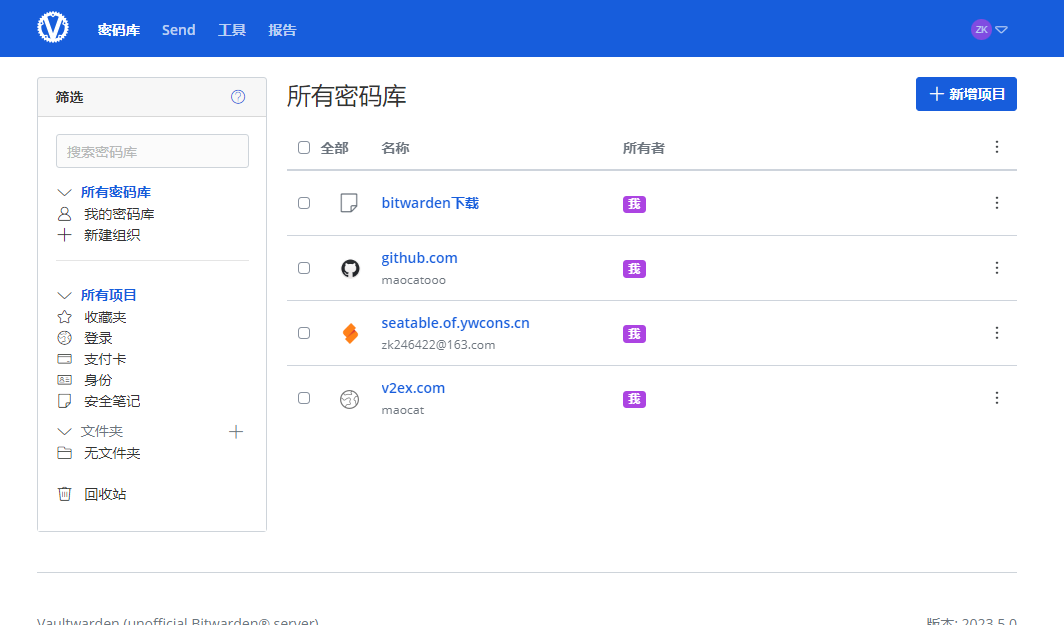 密码库 Send 工具 报告 ZK
筛选
搜索密码库
所有密码库
我的密码库
新建组织
所有项目
收藏夹
登录
支付卡
身份
安全笔记
文件夹
无文件夹
回收站
所有密码库 新增项目
全部 名称 所有者
bitwarden下载 我
github.com 我
maocatooo
seatable.of.ywcons.cn 我
zk246422@163.com
v2ex.com 我
maocat
Vaultwarden (unofficial Bitwarden® server) 版本: 2023.5.0